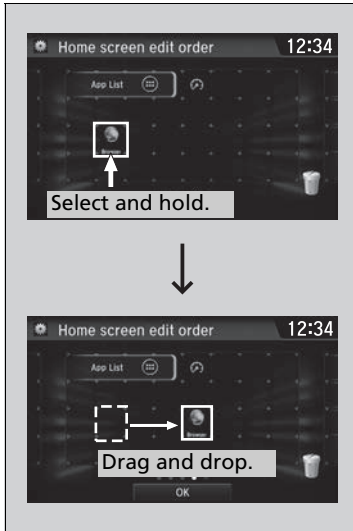 Home screen edit order 12:34
App List
Browser
Select and hold.
Home screen edit order 12:34
App List
Browser
Drag and drop.
OK